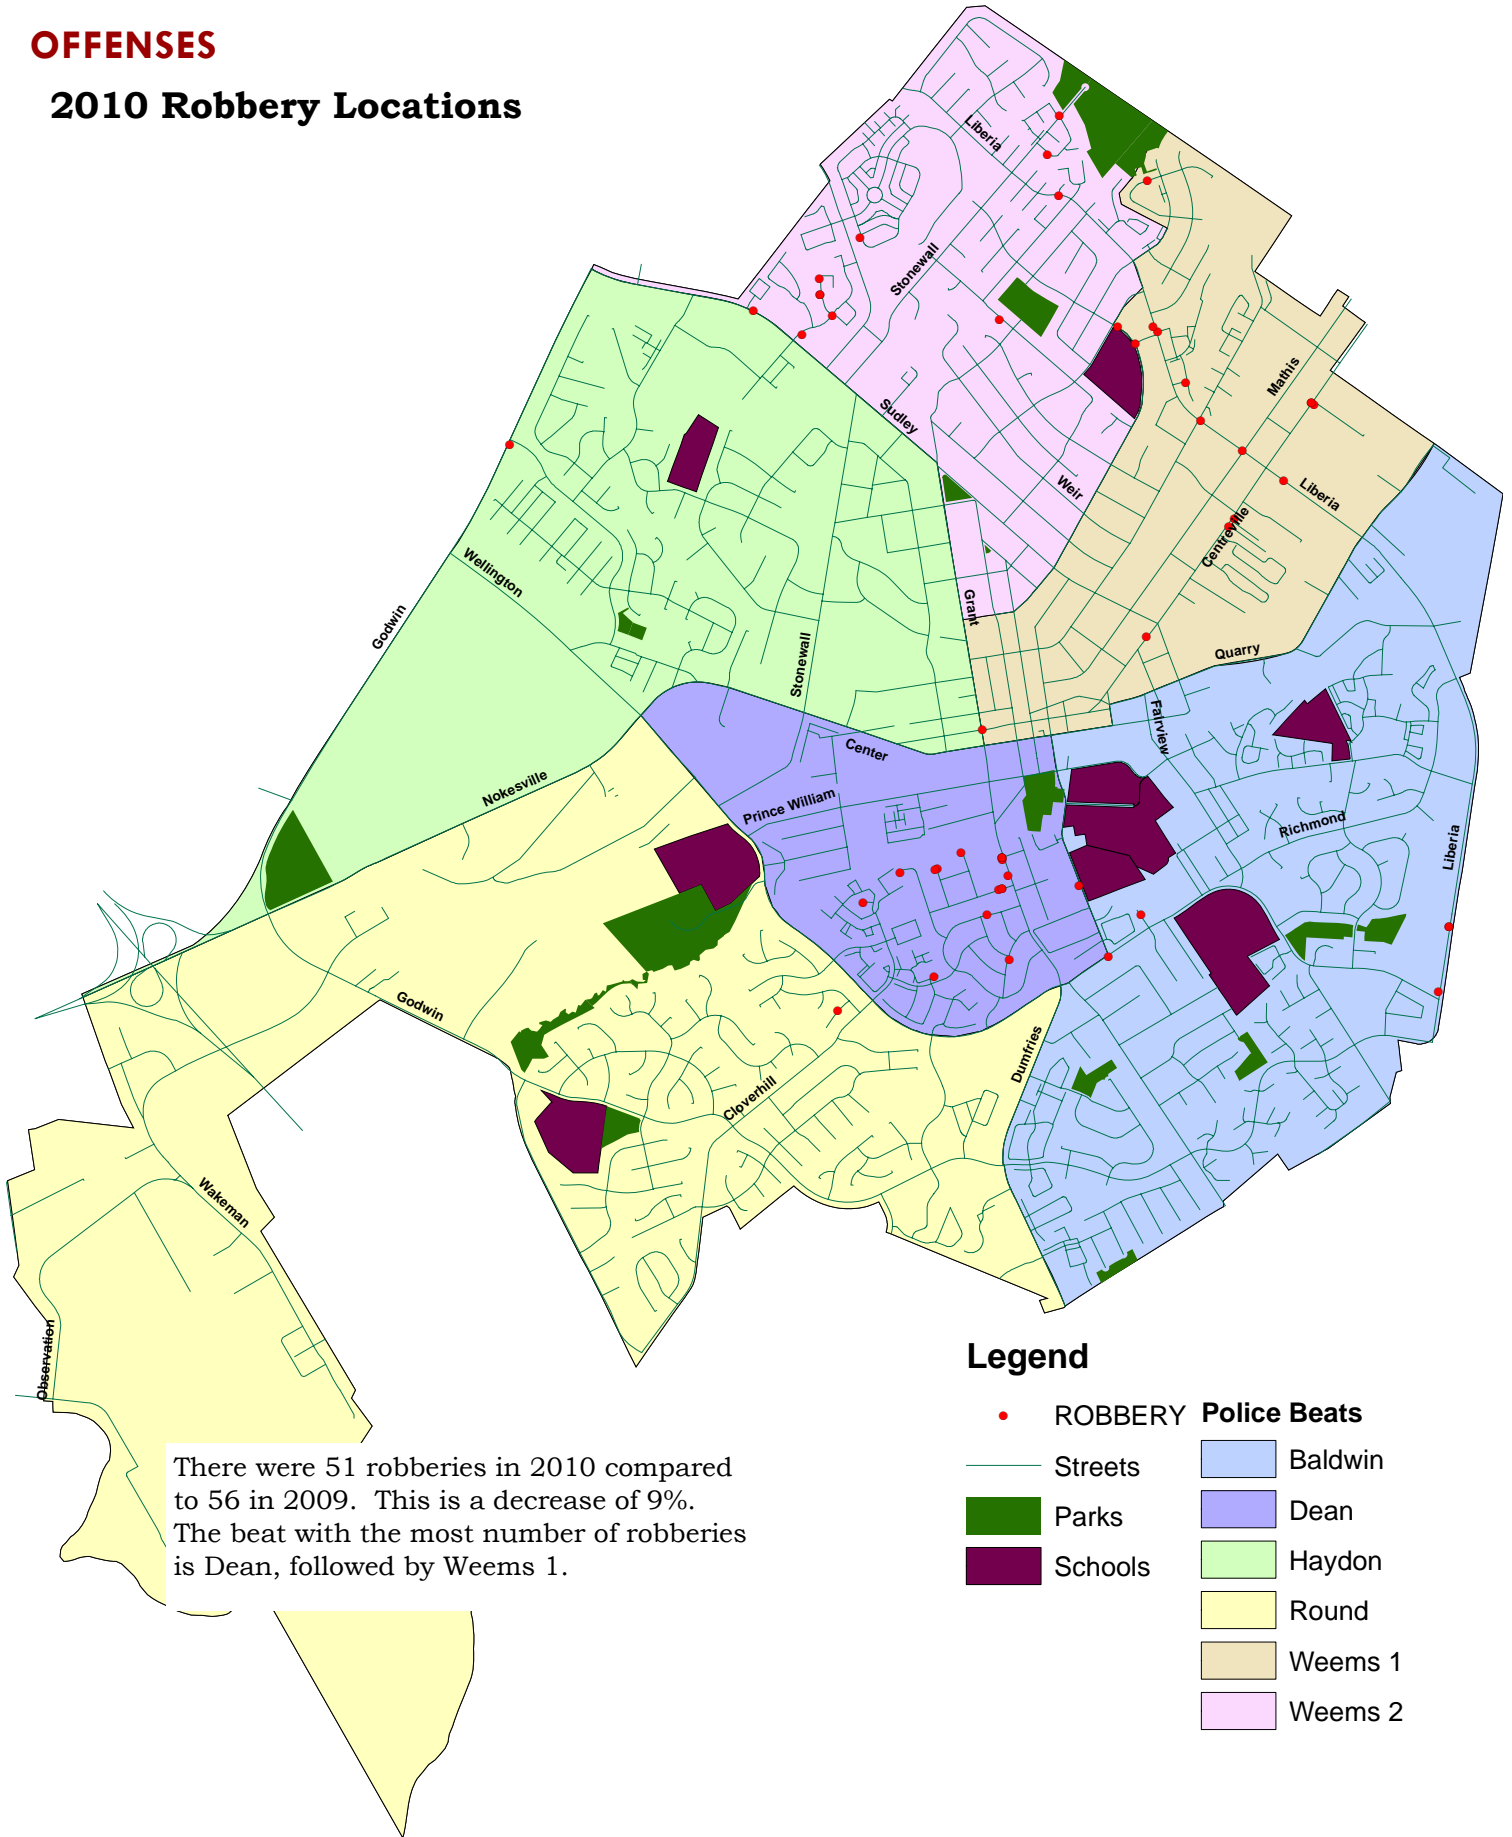 OFFENSES
2010 Robbery Locations
Liberia
Stonewall
Mathis
Sudley
Weir
Liberia
Centreville
Wellington
Godwin
Grant
Stonewall
Quarry
Fairview
Center
Nokesville
Prince William
Richmond
Liberia
Godwin
Dumfries
Cloverhill
Wakeman
Observation
Legend
ROBBERY
Streets
Parks
Schools
Police Beats
Baldwin
Dean
Haydon
Round
Weems 1
Weems 2
There were 51 robberies in 2010 compared
to 56 in 2009.  This is a decrease of 9%.
The beat with the most number of robberies
is Dean, followed by Weems 1.